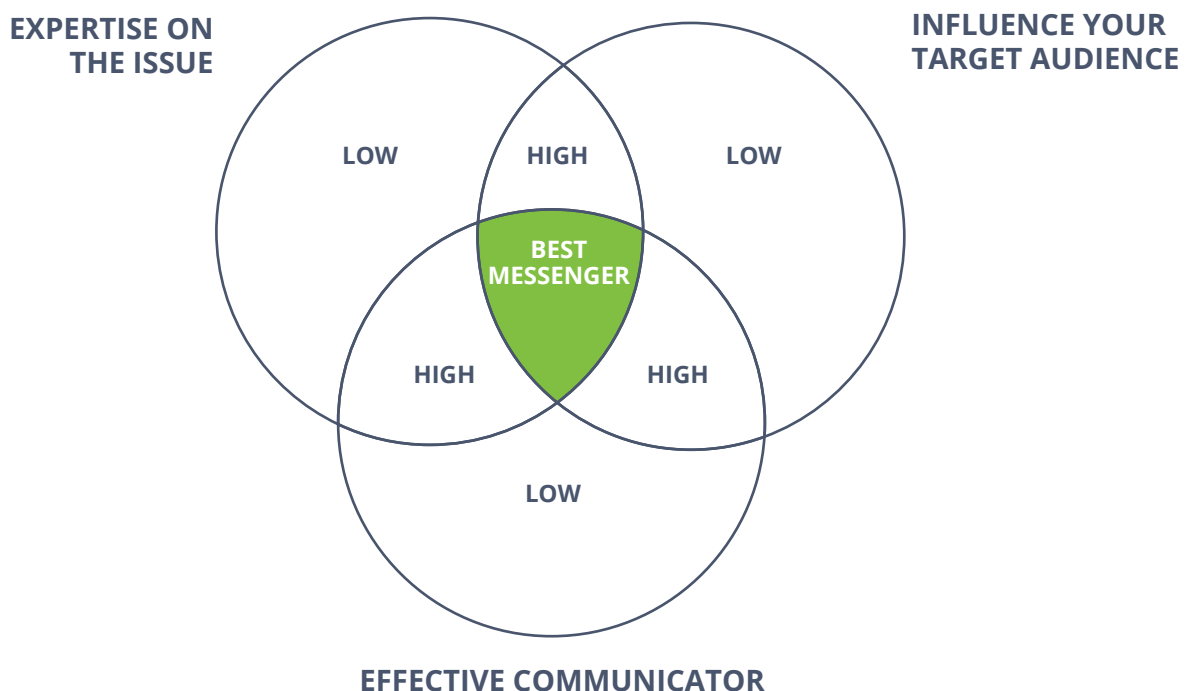 EXPERTISE ON
THE ISSUE
INFLUENCE YOUR
TARGET AUDIENCE
LOW
HIGH
LOW
BEST
MESSENGER
HIGH
HIGH
LOW
EFFECTIVE COMMUNICATOR